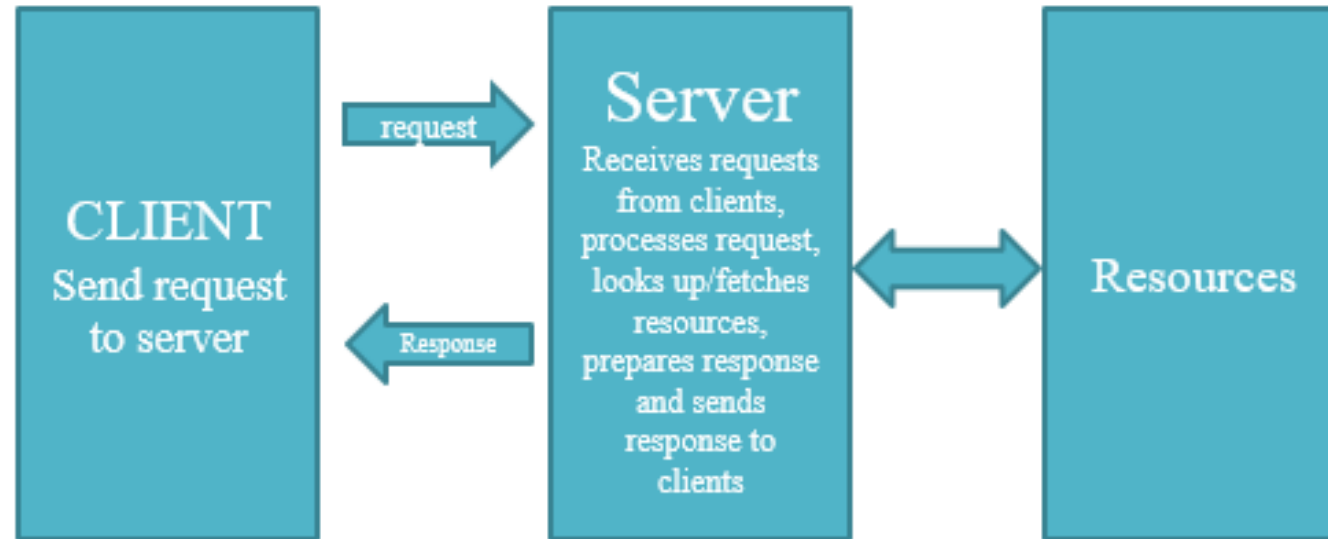 CLIENT
Send request
to server
request
Response
Server
Receives requests
from clients,
processes request,
looks up/fetches
resources,
prepares response
and sends
response to
clients
Resources